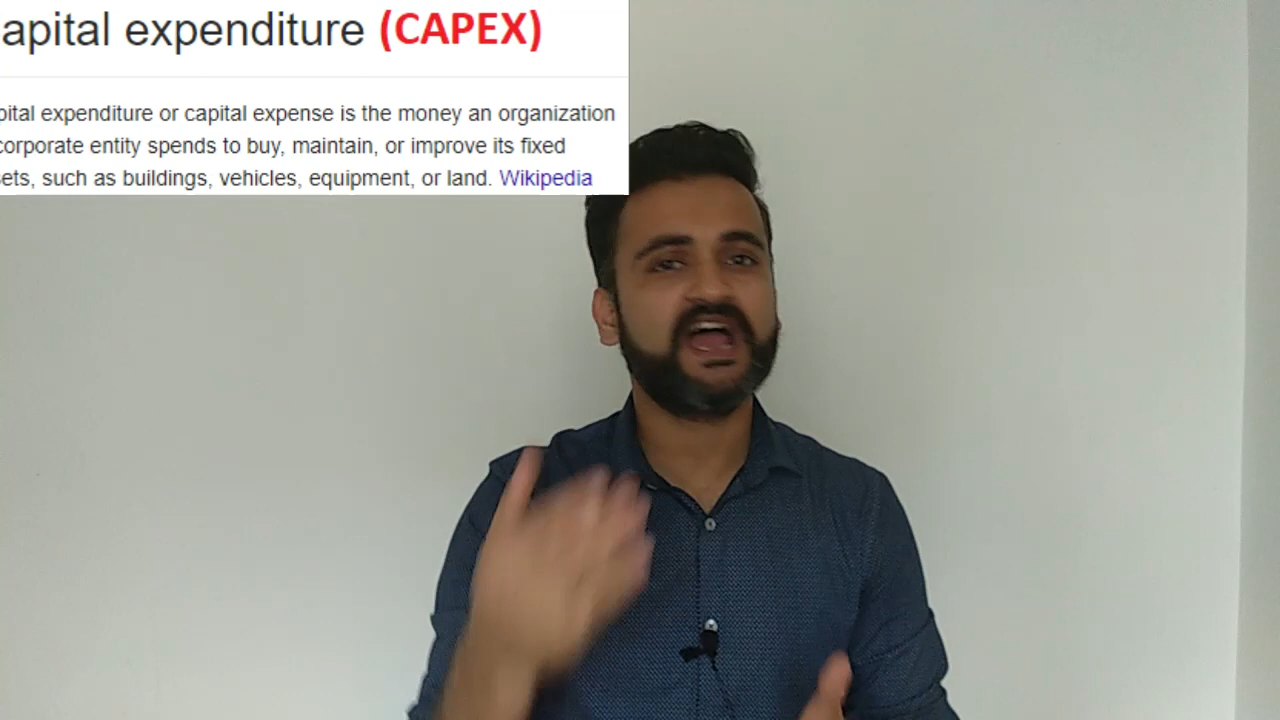 apital expenditure (CAPEX)
pital expenditure or capital expense is the money an organization
corporate entity spends to buy, maintain, or improve its fixed
sets, such as buildings, vehicles, equipment, or land. Wikipedia